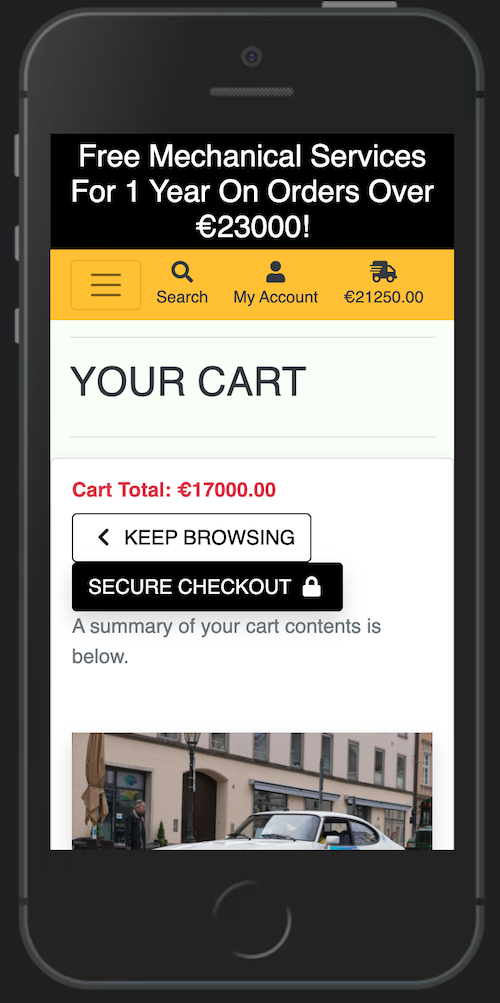 Free Mechanical Services
For 1 Year On Orders Over
€23000!
Search
My Account
€21250.00
YOUR CART
Cart Total: €17000.00
KEEP BROWSING
SECURE CHECKOUT
A summary of your cart contents is
below.